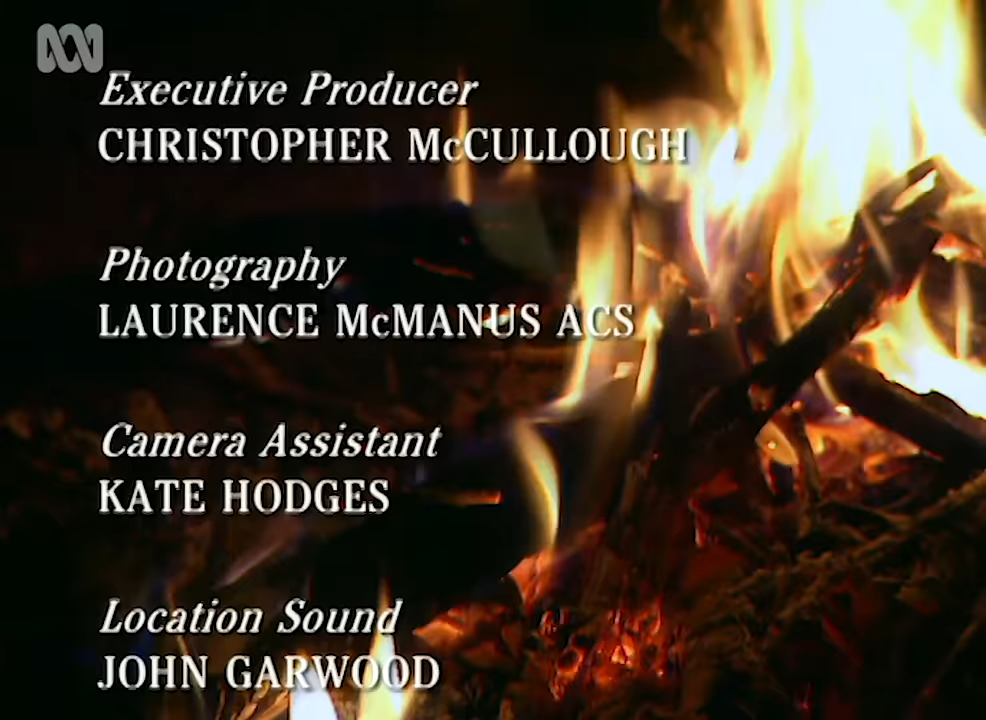 Executive Producer
CHRISTOPHER McCULLOUGH
Photography
LAURENCE McMANUS ACS
Camera Assistant
KATE HODGES
Location Sound
JOHN GARWOOD